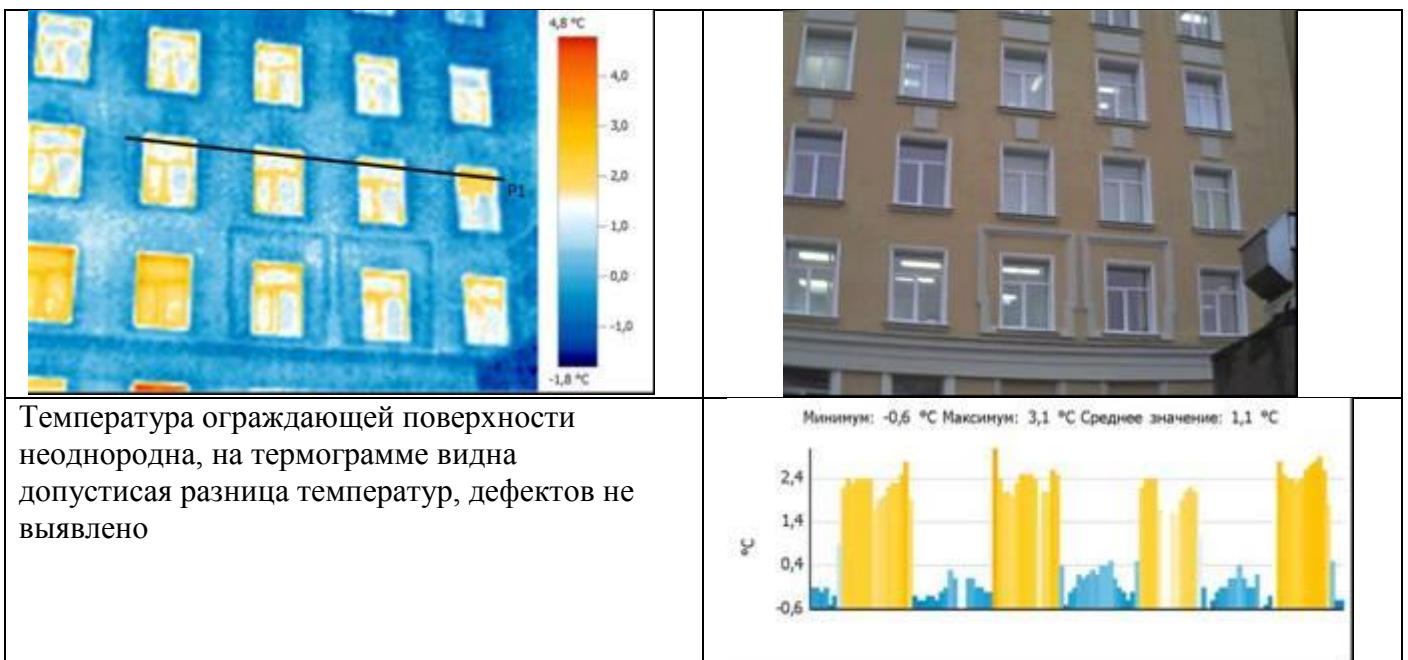 4,8 °C
4,0
3,0
2,0
1,0
0,0
-1,0
-1,8 °C
P1
Температура ограждающей поверхности
неоднородна, на термограмме видна
допустисая разница температур, дефектов не
выявлено
Минимум: -0,6 °C Максимум: 3,1 °C Среднее значение: 1,1 °C
2,4
1,4
0,4
-0,6
°C